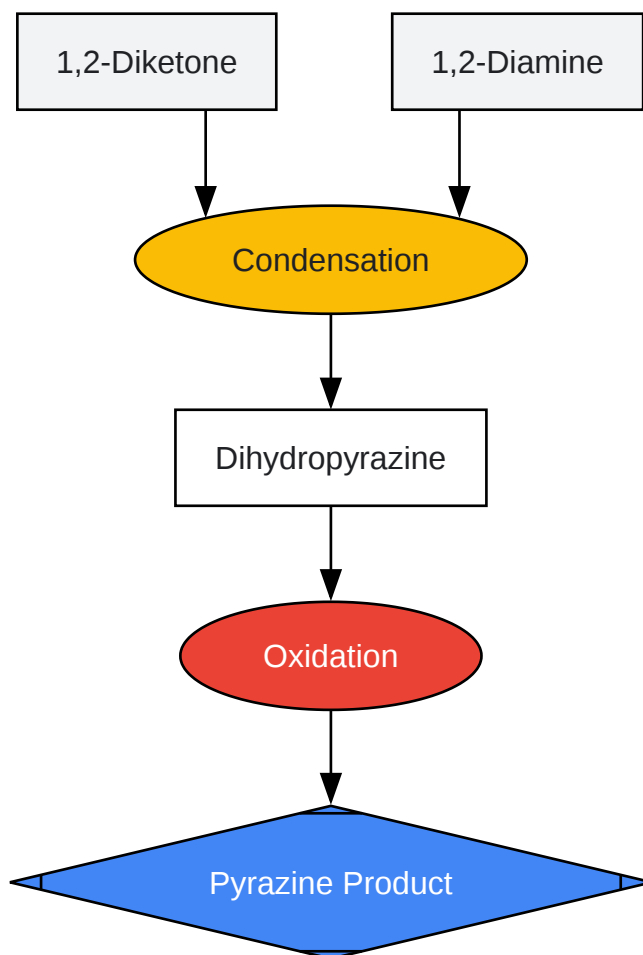 1,2-Diketone
1,2-Diamine
Condensation
Dihydropyrazine
Oxidation
Pyrazine Product